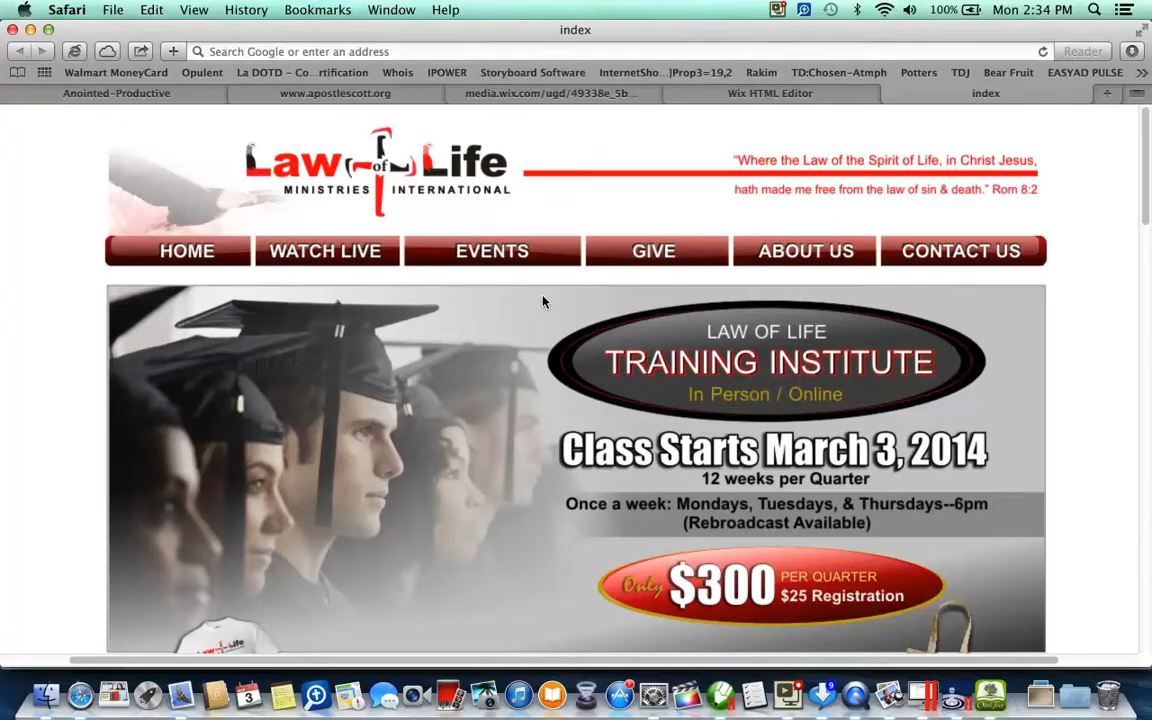 Safari File Edit View History Bookmarks Window Help 100% Mon 2:34 PM
index
Search Google or enter an address Reader
Walmart MoneyCard Opulent La DOTD - Co...rtification Whois IPOWER Storyboard Software InternetSho...]Prop3=19,2 Rakim TD:Chosen-Atmph Potters TDJ Bear Fruit EASYAD PULSE
Anointed-Productive www.apostlescott.org media.wix.com/ugd/49338e_5b... Wix HTML Editor index
Law of Life
MINISTRIES INTERNATIONAL
“Where the Law of the Spirit of Life, in Christ Jesus,
hath made me free from the law of sin & death.” Rom 8:2
HOME WATCH LIVE EVENTS GIVE ABOUT US CONTACT US
LAW OF LIFE
TRAINING INSTITUTE
In Person / Online
Class Starts March 3, 2014
12 weeks per Quarter
Once a week: Mondays, Tuesdays, & Thursdays--6pm
(Rebroadcast Available)
Only $300 PER QUARTER
$25 Registration
Law of Life
3
9